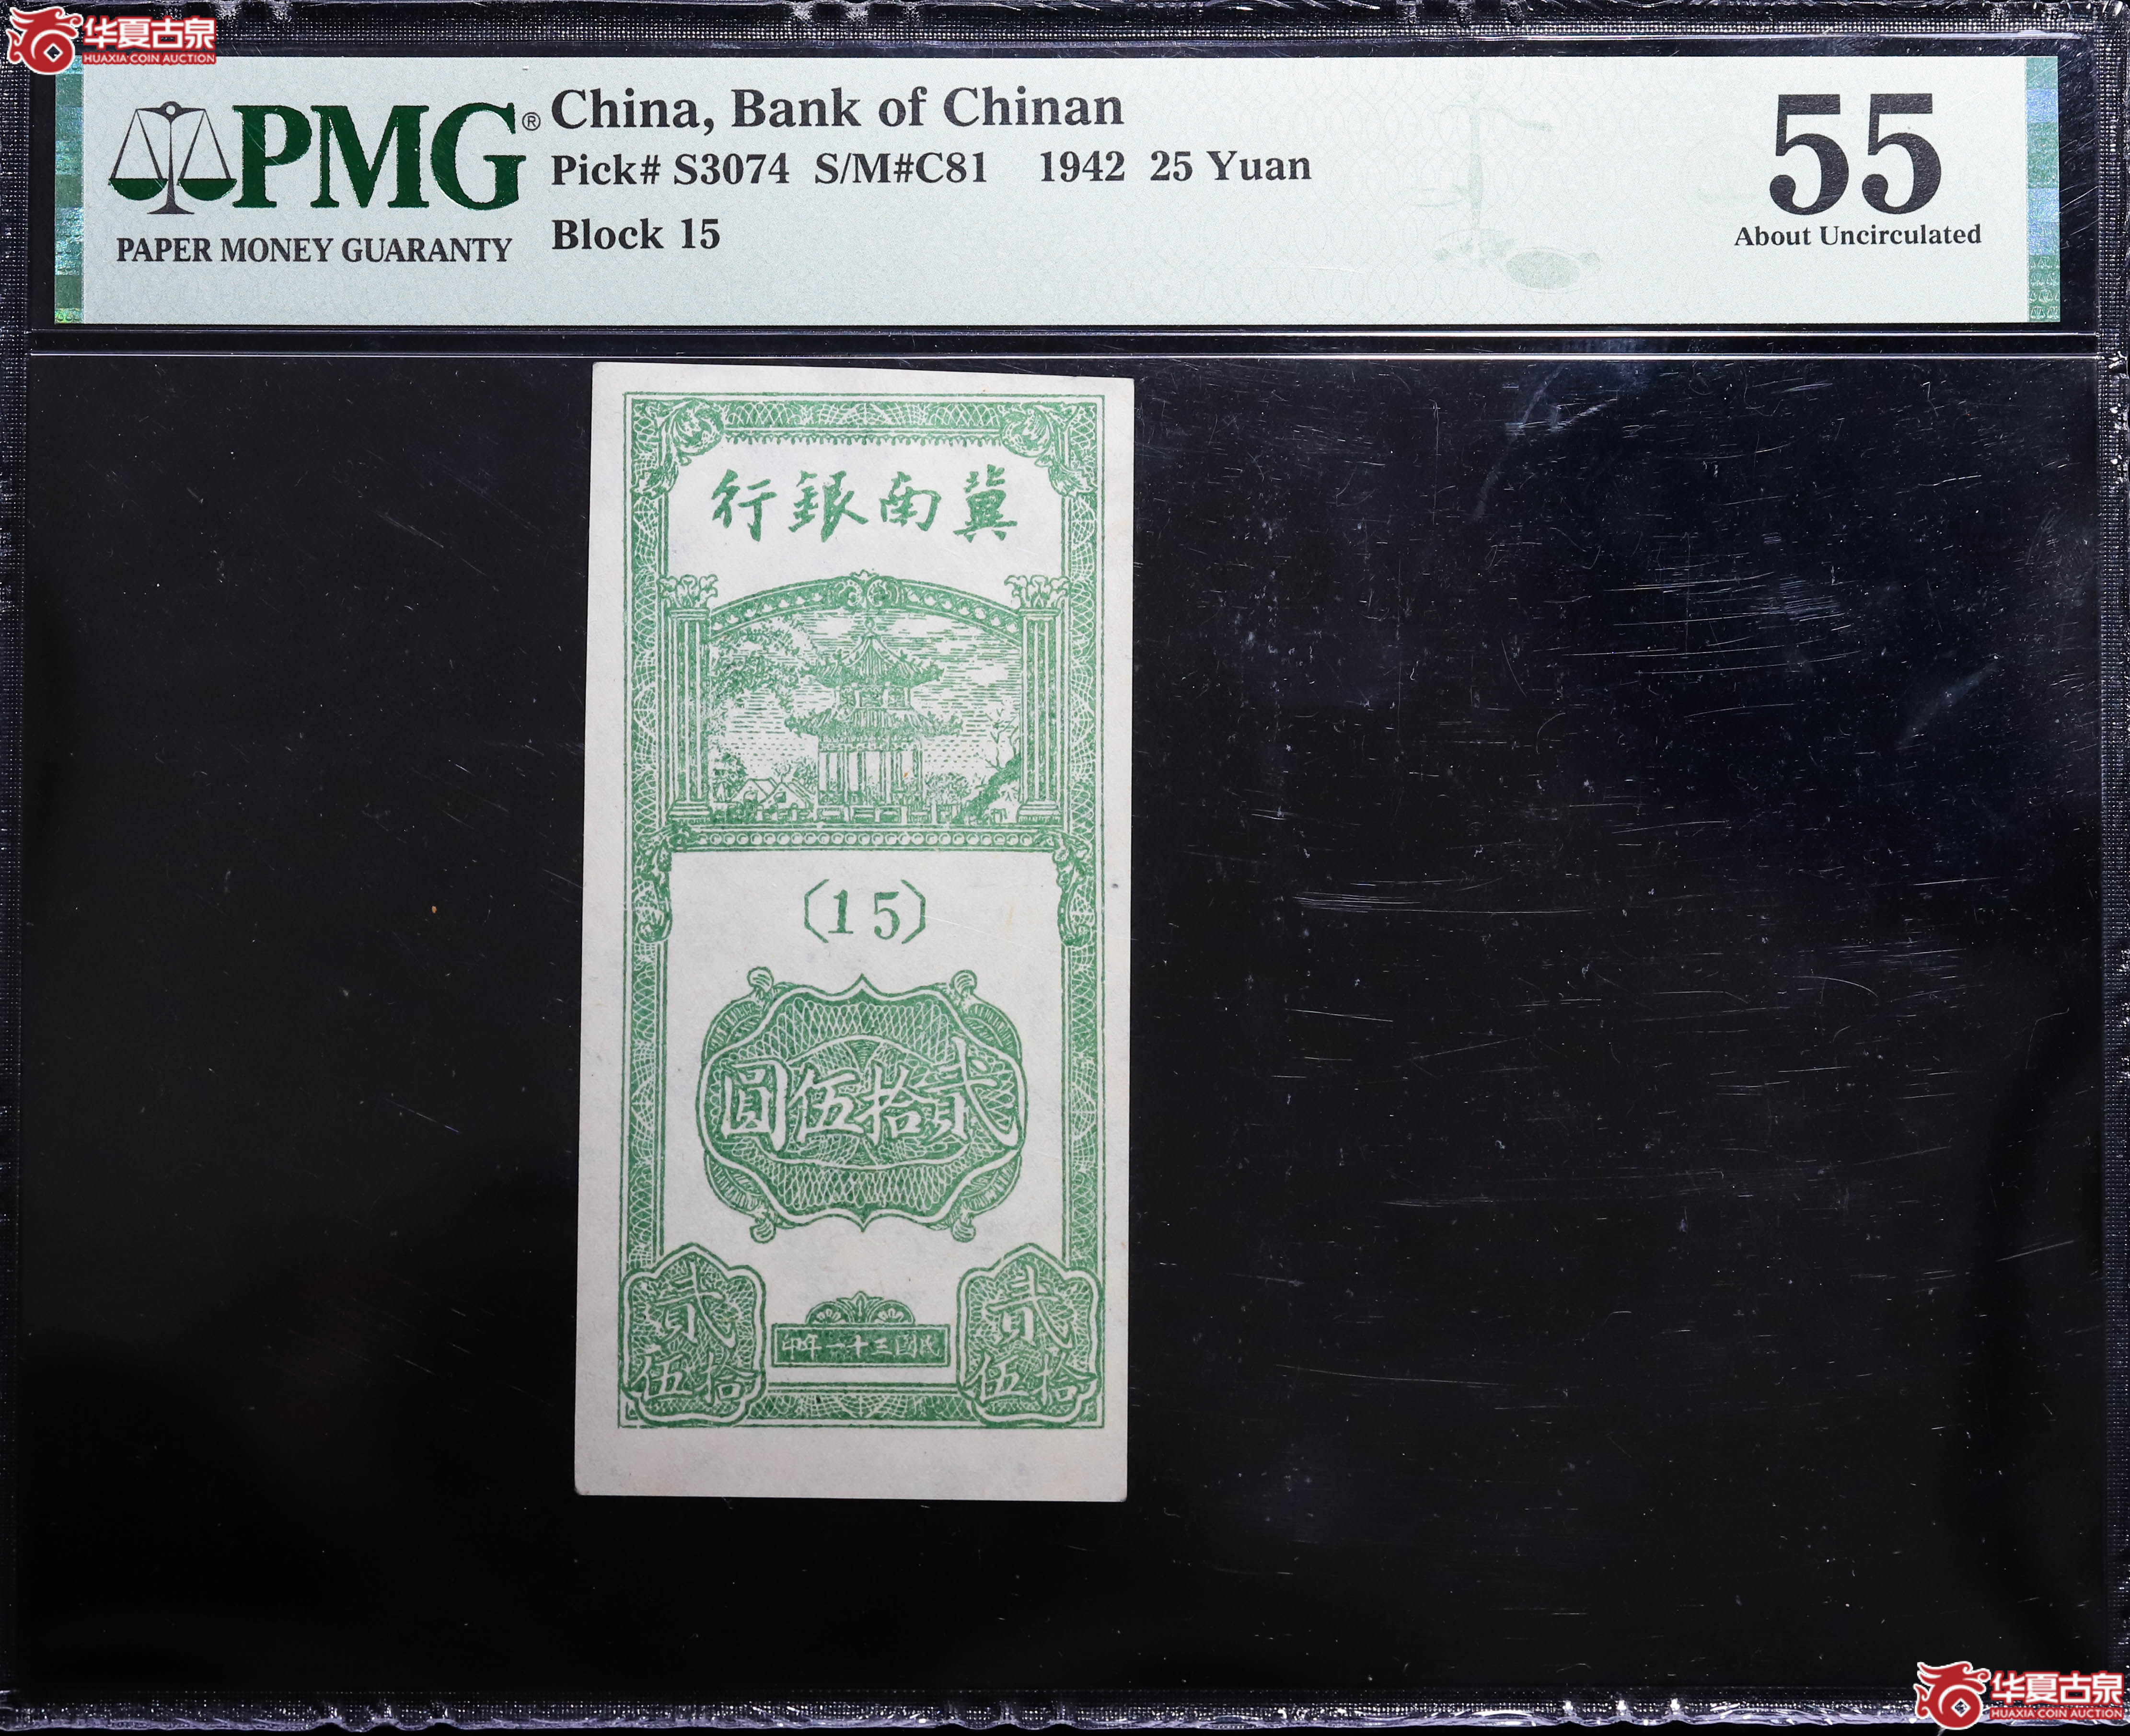 华夏古泉
HUAXIA COIN AUCTION
PMG®
PAPER MONEY GUARANTY
China, Bank of Chinan
Pick# S3074 S/M#C81 1942 25 Yuan
Block 15
55
About Uncirculated
冀南銀行
(15)
貳拾伍圓
貳拾伍
貳拾伍
民國三十一年印
华夏古泉
HUAXIA COIN AUCTION